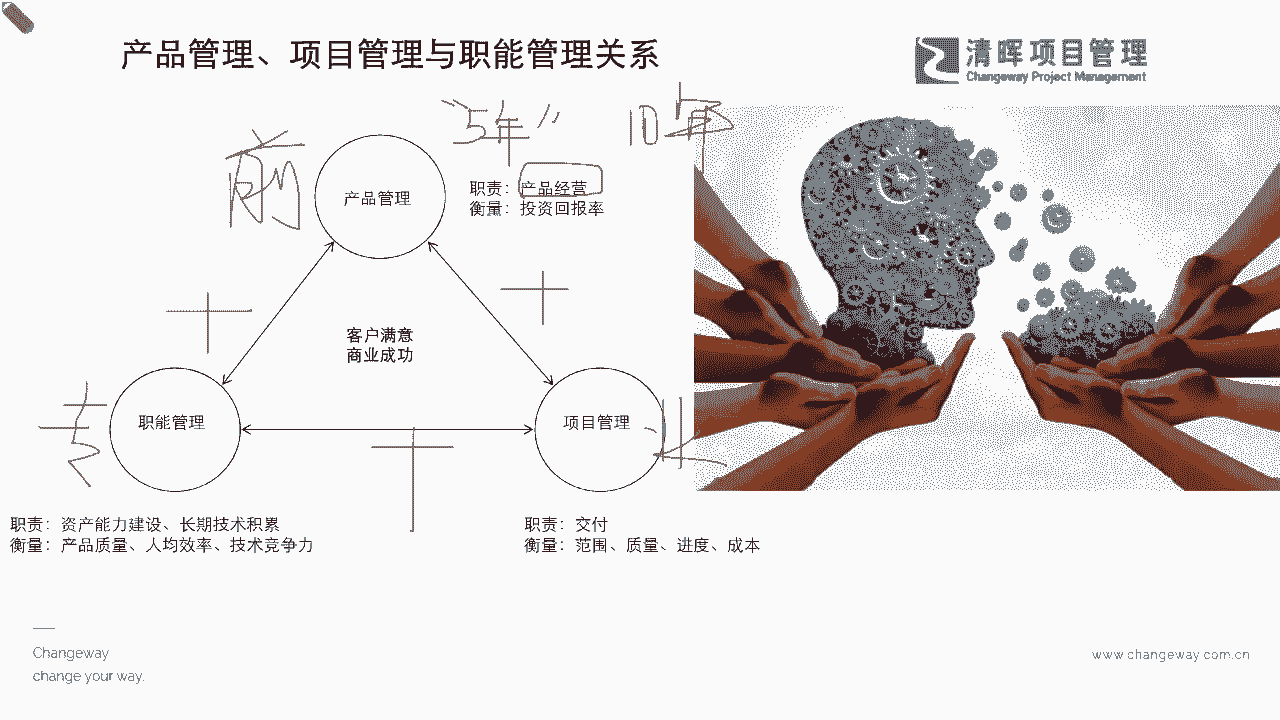 产品管理、项目管理与职能管理关系
清晖项目管理
Changeway Project Management
“5年” 10年
前
产品管理
职责：产品经营
衡量：投资回报率
客户满意
商业成功
专
职能管理
项目管理
业
职责：资产能力建设、长期技术积累
衡量：产品质量、人均效率、技术竞争力
职责：交付
衡量：范围、质量、进度、成本
Changeway
change your way.
www.changeway.com.cn